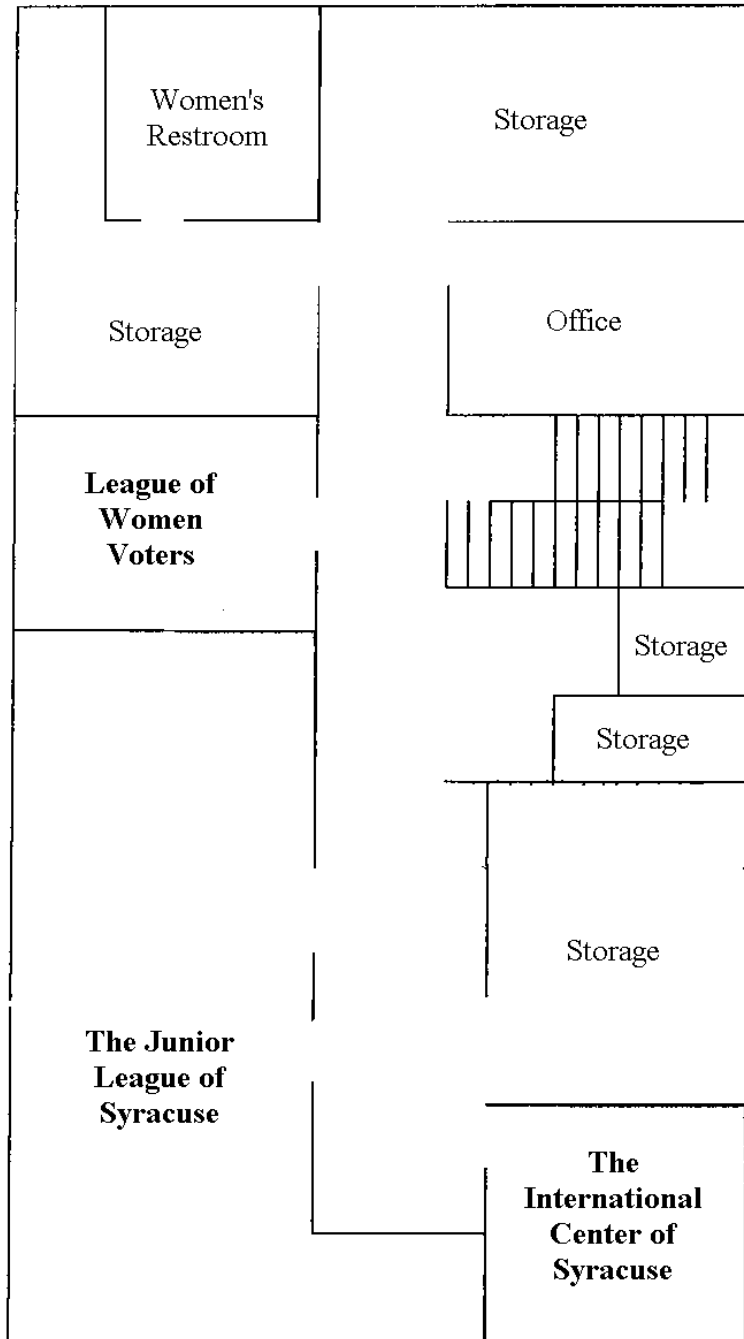 Women's
Restroom
Storage
Storage
Office
League of
Women
Voters
Storage
Storage
Storage
The Junior
League of
Syracuse
The
International
Center of
Syracuse